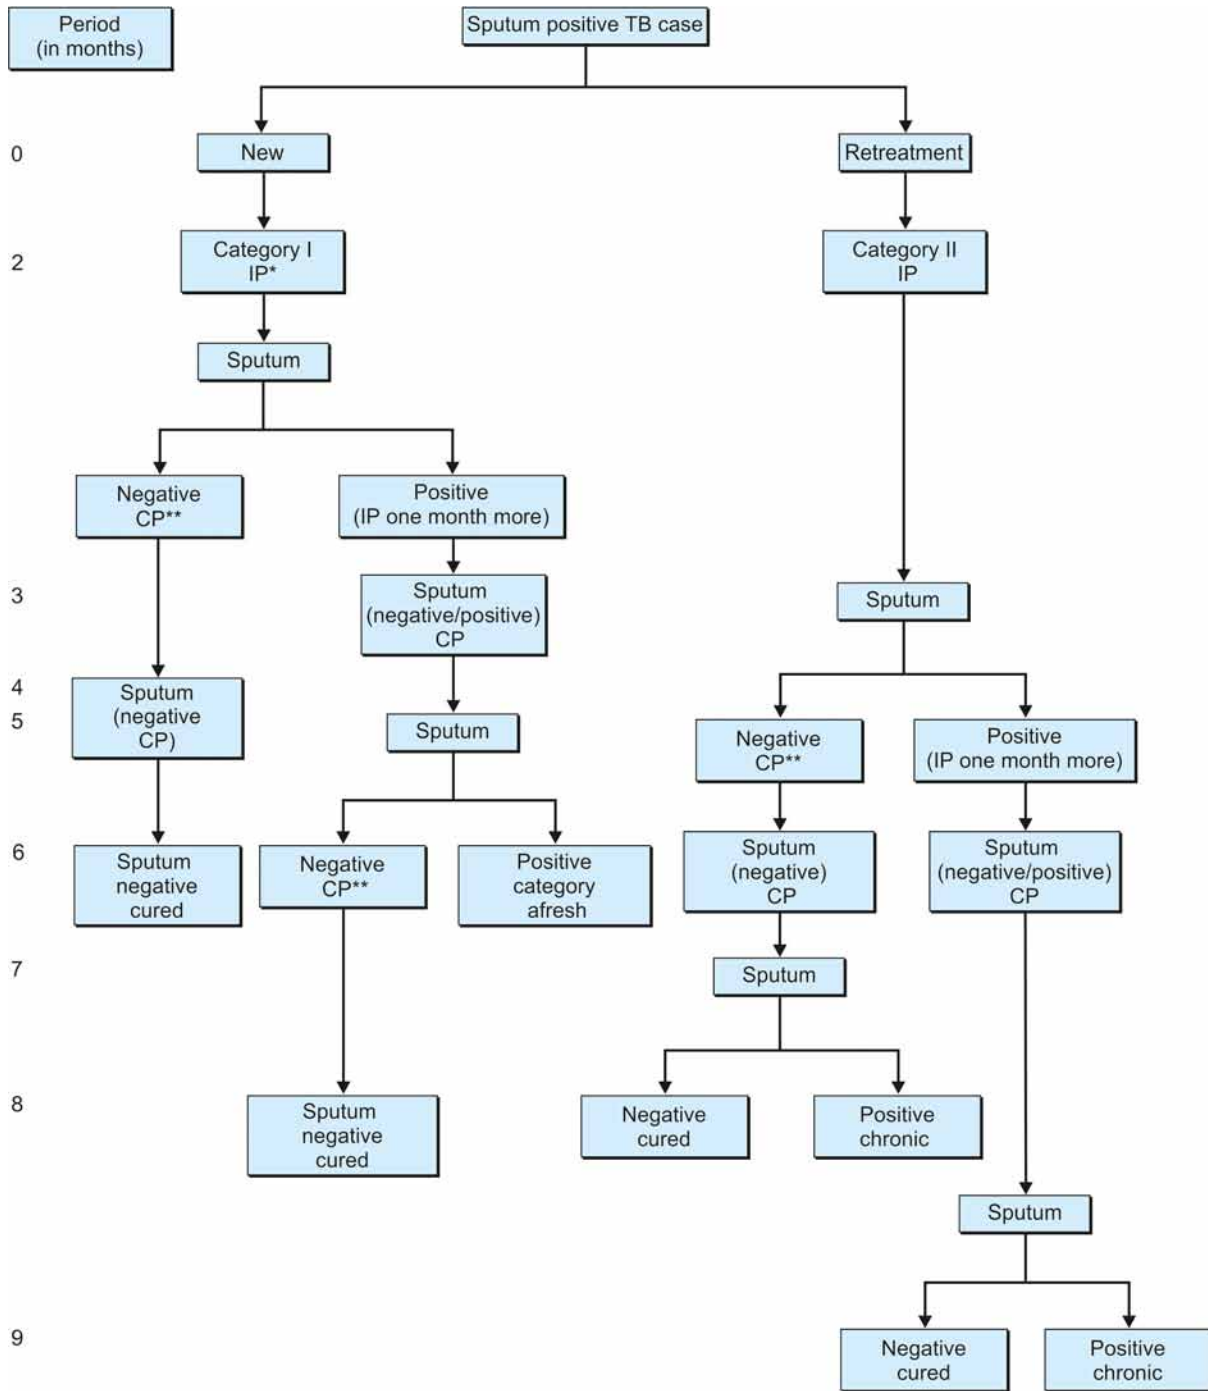 Period
(in months)
Sputum positive TB case
0
New
Retreatment
2
Category I
IP*
Category II
IP
Sputum
Negative
CP**
Positive
(IP one month more)
3
Sputum
(negative/positive)
CP
Sputum
4
Sputum
(negative
CP)
5
Sputum
Negative
CP**
Positive
(IP one month more)
6
Sputum
negative
cured
Negative
CP**
Positive
category
afresh
Sputum
(negative)
CP
Sputum
(negative/positive)
CP
7
Sputum
8
Sputum
negative
cured
Negative
cured
Positive
chronic
Sputum
9
Negative
cured
Positive
chronic